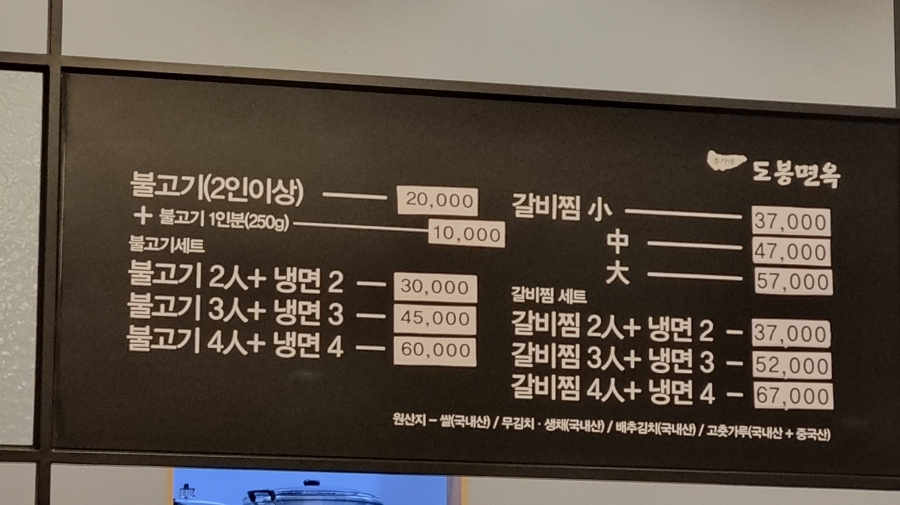 도봉면옥
불고기(2인이상) 20,000
+ 불고기 1인분(250g) 10,000
불고기세트
불고기 2人+ 냉면 2 - 30,000
불고기 3人+ 냉면 3 - 45,000
불고기 4人+ 냉면 4 - 60,000
갈비찜 小 37,000
中 47,000
大 57,000
갈비찜 세트
갈비찜 2人+ 냉면 2 - 37,000
갈비찜 3人+ 냉면 3 - 52,000
갈비찜 4人+ 냉면 4 - 67,000
원산지 - 쌀(국내산) / 무김치 · 생채(국내산) / 배추김치(국내산) / 고춧가루(국내산 + 중국산)